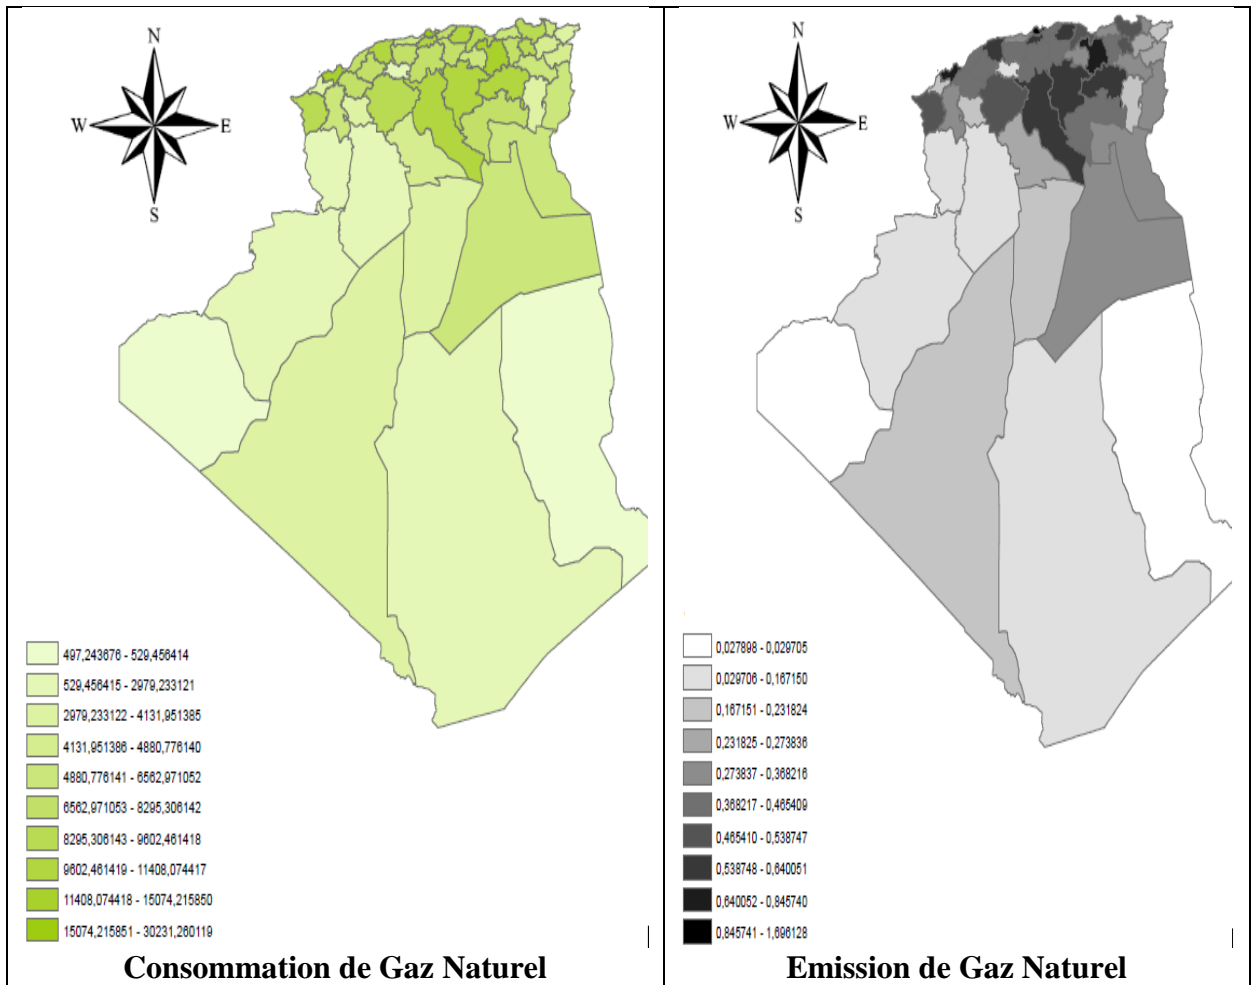 N
W
E
S
497,243676 - 529,456414
529,456415 - 2979,233121
2979,233122 - 4131,951385
4131,951386 - 4880,776140
4880,776141 - 6562,971052
6562,971053 - 8295,306142
8295,306143 - 9602,461418
9602,461419 - 11408,074417
11408,074418 - 15074,215850
15074,215851 - 30231,260119
Consommation de Gaz Naturel
N
W
E
S
0,027898 - 0,029705
0,029706 - 0,167150
0,167151 - 0,231824
0,231825 - 0,273836
0,273837 - 0,368216
0,368217 - 0,465409
0,465410 - 0,538747
0,538748 - 0,640051
0,640052 - 0,845740
0,845741 - 1,696128
Emission de Gaz Naturel